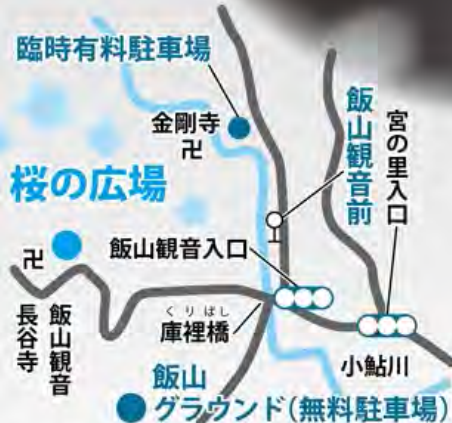 臨時有料駐車場
金剛寺
卍
桜の広場
飯山観音前
宮の里入口
飯山観音入口
卍
飯山観音
長谷寺
くりばし
庫裡橋
小鮎川
飯山
グラウンド(無料駐車場)